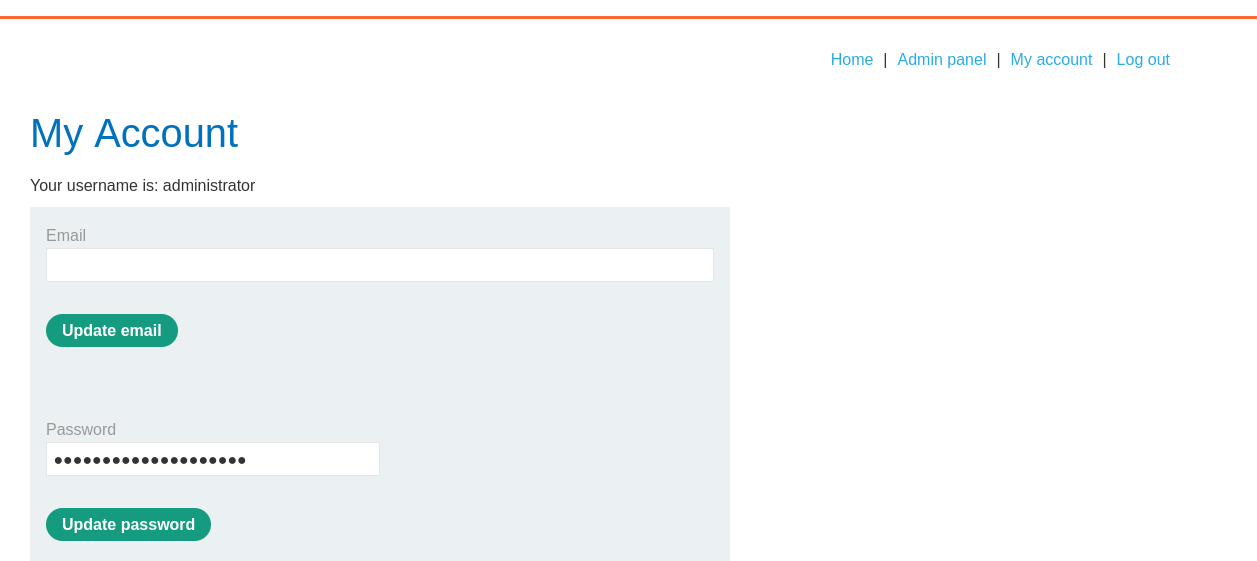 Home | Admin panel | My account | Log out
My Account
Your username is: administrator
Email
Update email
Password
●●●●●●●●●●●●●●●●●●●●
Update password